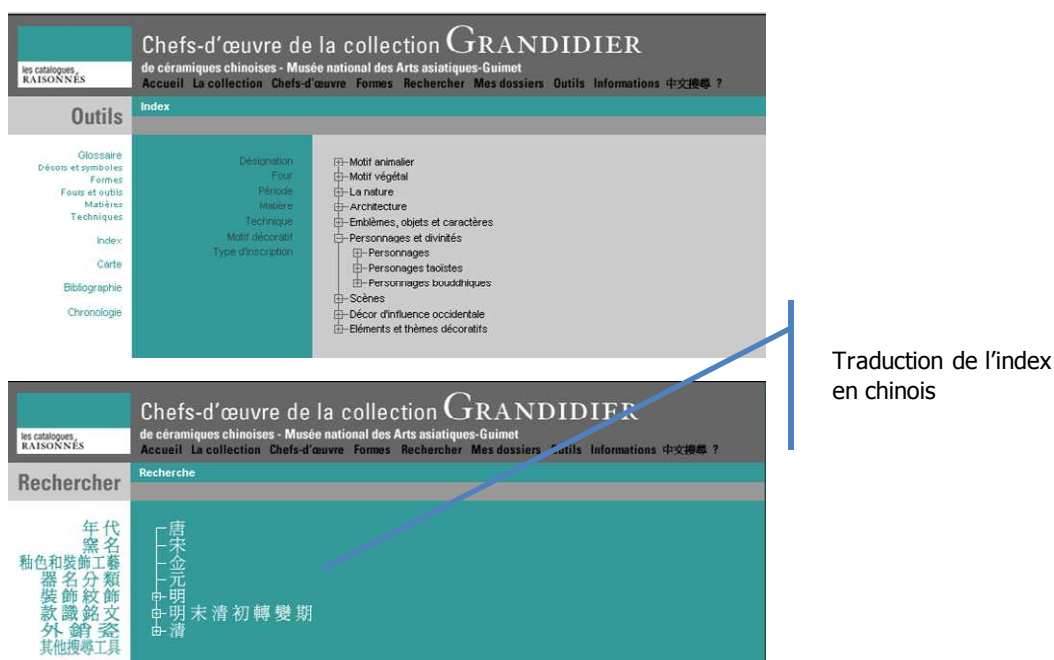 Chefs-d'œuvre de la collection GRANDIDIER
les catalogues
RAISONNÉS
de céramiques chinoises - Musée national des Arts asiatiques-Guimet
Accueil La collection Chefs-d'œuvre Formes Rechercher Mes dossiers Outils Informations 中文搜尋 ?
Outils
Index
Glossaire
Décors et symboles
Formes
Fours et outils
Matières
Techniques
Index
Carte
Bibliographie
Chronologie
Désignation
Four
Période
Matière
Technique
Motif décoratif
Type d'inscription
Motif animalier
Motif végétal
La nature
Architecture
Emblèmes, objets et caractères
Personnages et divinités
Personnages
Personages taoïstes
Personnages bouddhiques
Scènes
Décor d'influence occidentale
Eléments et thèmes décoratifs
Traduction de l'index
en chinois
Chefs-d'œuvre de la collection GRANDIDIER
les catalogues
RAISONNÉS
de céramiques chinoises - Musée national des Arts asiatiques-Guimet
Accueil La collection Chefs-d'œuvre Formes Rechercher Mes dossiers Outils Informations 中文搜尋 ?
Rechercher
Recherche
年代
窯名
釉色和裝飾工藝
器名分類
裝飾紋飾
款識銘文
外銷瓷
其他搜尋工具
唐
宋
金
元
明
明末清初轉變期
清